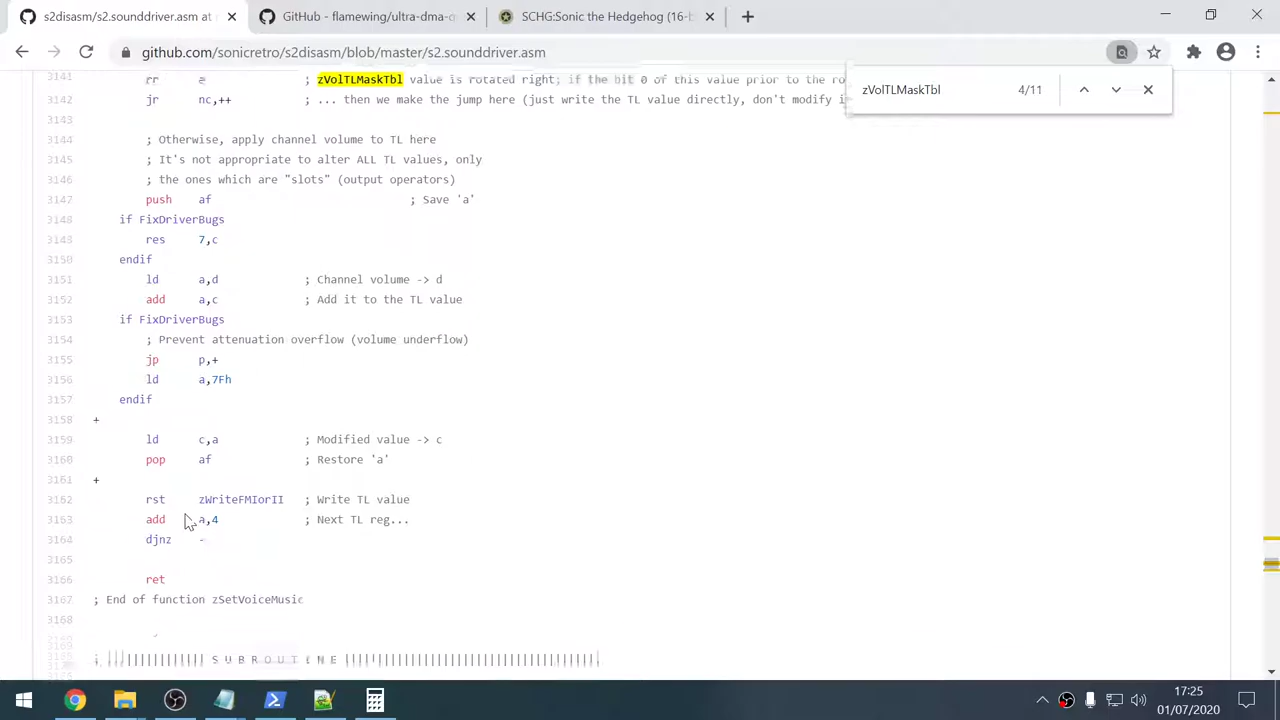 s2disasm/s2.sounddriver.asm at m
GitHub - flamewing/ultra-dma-q
SCHG:Sonic the Hedgehog (16-b
github.com/sonicretro/s2disasm/blob/master/s2.sounddriver.asm
zVolTLMaskTbl 4/11
3141 rr e ; zVolTLMaskTbl value is rotated right; if the bit 0 of this value prior to the ro
3142 jr nc,++ ; ... then we make the jump here (just write the TL value directly, don't modify i
3143
3144 ; Otherwise, apply channel volume to TL here
3145 ; It's not appropriate to alter ALL TL values, only
3146 ; the ones which are "slots" (output operators)
3147 push af ; Save 'a'
3148 if FixDriverBugs
3149 res 7,c
3150 endif
3151 ld a,d ; Channel volume -> d
3152 add a,c ; Add it to the TL value
3153 if FixDriverBugs
3154 ; Prevent attenuation overflow (volume underflow)
3155 jp p,+
3156 ld a,7Fh
3157 endif
3158 +
3159 ld c,a ; Modified value -> c
3160 pop af ; Restore 'a'
3161 +
3162 rst zWriteFMIorII ; Write TL value
3163 add a,4 ; Next TL reg...
3164 djnz -
3165
3166 ret
3167 ; End of function zSetVoiceMusic
3168
; ||||||||||||||| S U B R O U T I N E |||||||||||||||||||||||||||||||||||||||
17:25
01/07/2020